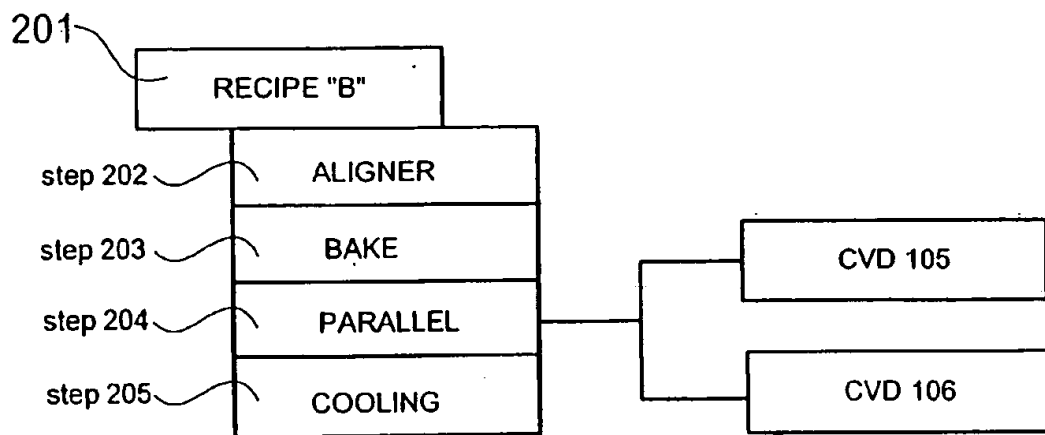 201
RECIPE "B"
step 202
ALIGNER
step 203
BAKE
step 204
PARALLEL
step 205
COOLING
CVD 105
CVD 106